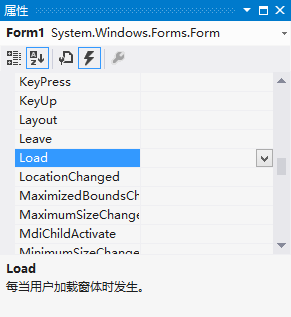 属性
Form1 System.Windows.Forms.Form
KeyPress
KeyUp
Layout
Leave
Load
LocationChanged
MaximizedBoundsCh
MaximumSizeChange
MdiChildActivate
MinimumSizeChange
Load
每当用户加载窗体时发生。